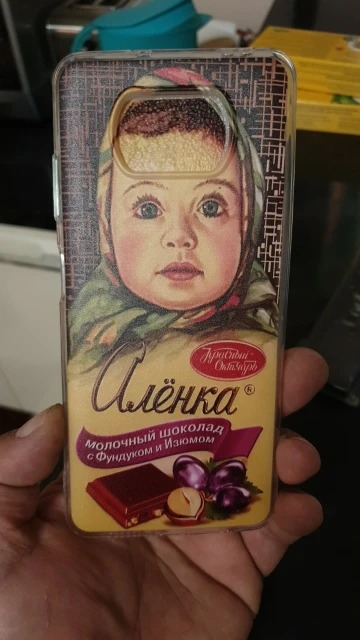 Красный
Октябрь
Алёнка®
МОЛОЧНЫЙ ШОКОЛАД
с Фундуком и Изюмом